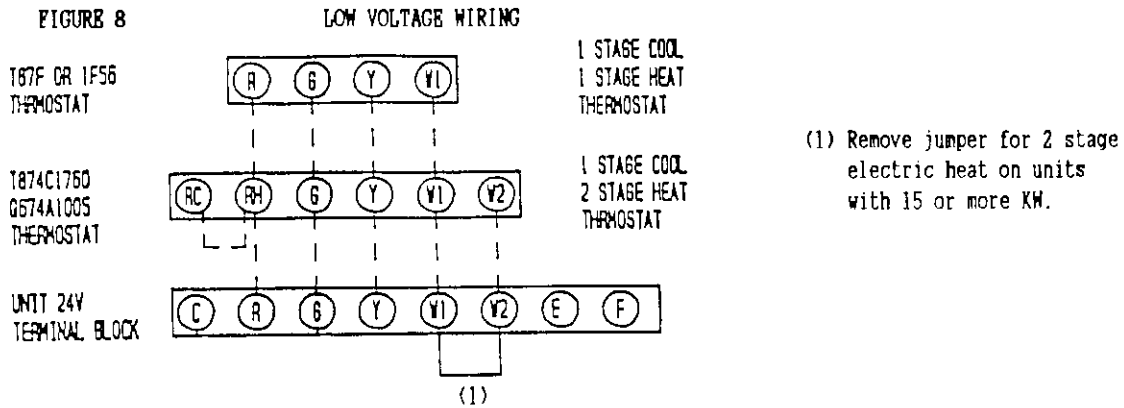 FIGURE 8
LOW VOLTAGE WIRING
T87F OR 1F56
THRMOSTAT
R G Y W1
1 STAGE COOL
1 STAGE HEAT
THERMOSTAT
T874C1760
Q674A1005
THERMOSTAT
RC RH G Y W1 W2
1 STAGE COOL
2 STAGE HEAT
THRMOSTAT
(1) Remove jumper for 2 stage
electric heat on units
with 15 or more KW.
UNIT 24V
TERMINAL BLOCK
C R G Y W1 W2 E F
(1)